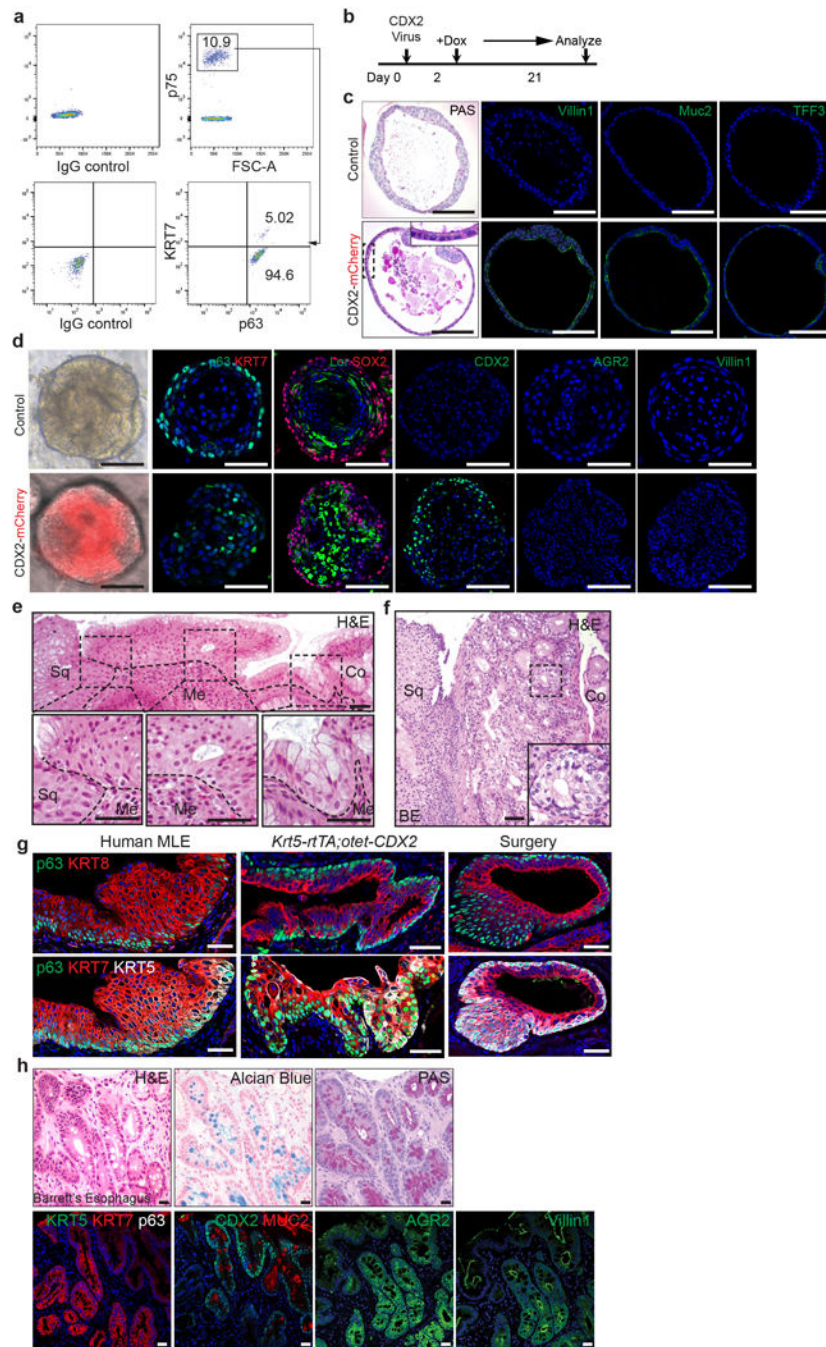 a
10.9
p75
IgG control
FSC-A
KRT7
5.02
94.6
IgG control
p63
b
CDX2
Virus
+Dox
Analyze
Day 0
2
21
c
Control
PAS
Villin1
Muc2
TFF3
CDX2-mCherry
d
Control
p63 KRT7
Lor SOX2
CDX2
AGR2
Villin1
CDX2-mCherry
e
H&E
Sq
Me
Co
Sq
Me
Me
Me
f
H&E
Sq
Co
BE
g
Human MLE
Krt5-rtTA;otet-CDX2
Surgery
p63 KRT8
p63 KRT7 KRT5
h
H&E
Alcian Blue
PAS
Barrett's Esophagus
KRT5 KRT7 p63
CDX2 MUC2
AGR2
Villin1